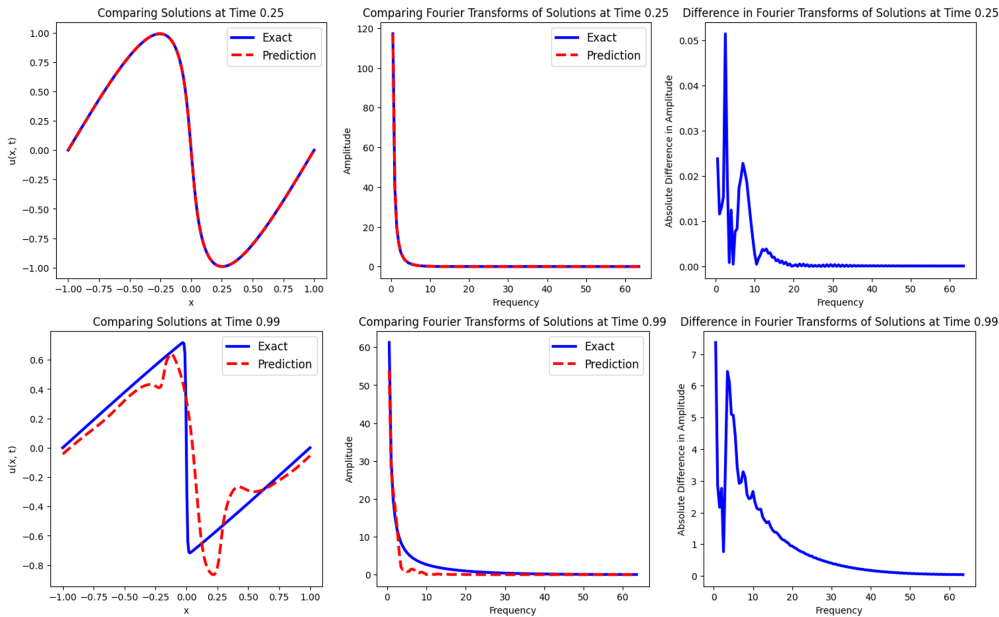 Comparing Solutions at Time 0.25
1.00
0.75
0.50
0.25
0.00
−0.25
−0.50
−0.75
−1.00
u(x, t)
Exact
Prediction
−1.00 −0.75 −0.50 −0.25 0.00 0.25 0.50 0.75 1.00
x
Comparing Fourier Transforms of Solutions at Time 0.25
120
100
80
60
40
20
0
Amplitude
Exact
Prediction
0 10 20 30 40 50 60
Frequency
Difference in Fourier Transforms of Solutions at Time 0.25
0.05
0.04
0.03
0.02
0.01
0.00
Absolute Difference in Amplitude
0 10 20 30 40 50 60
Frequency
Comparing Solutions at Time 0.99
0.6
0.4
0.2
0.0
−0.2
−0.4
−0.6
−0.8
u(x, t)
Exact
Prediction
−1.00 −0.75 −0.50 −0.25 0.00 0.25 0.50 0.75 1.00
x
Comparing Fourier Transforms of Solutions at Time 0.99
60
50
40
30
20
10
0
Amplitude
Exact
Prediction
0 10 20 30 40 50 60
Frequency
Difference in Fourier Transforms of Solutions at Time 0.99
7
6
5
4
3
2
1
0
Absolute Difference in Amplitude
0 10 20 30 40 50 60
Frequency